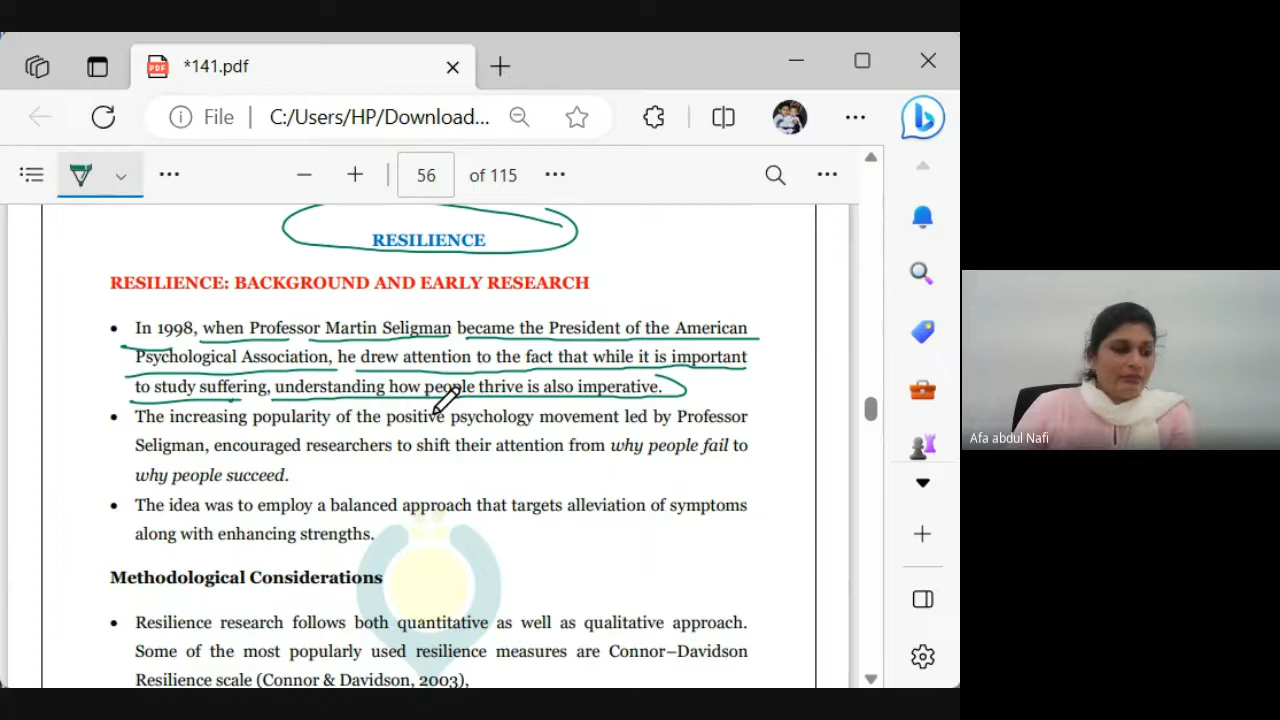 *141.pdf
File
C:/Users/HP/Download...
56 of 115
RESILIENCE
RESILIENCE: BACKGROUND AND EARLY RESEARCH
• In 1998, when Professor Martin Seligman became the President of the American
Psychological Association, he drew attention to the fact that while it is important
to study suffering, understanding how people thrive is also imperative.
• The increasing popularity of the positive psychology movement led by Professor
Seligman, encouraged researchers to shift their attention from why people fail to
why people succeed.
• The idea was to employ a balanced approach that targets alleviation of symptoms
along with enhancing strengths.
Methodological Considerations
• Resilience research follows both quantitative as well as qualitative approach.
Some of the most popularly used resilience measures are Connor–Davidson
Resilience scale (Connor & Davidson, 2003),
Afa abdul Nafi